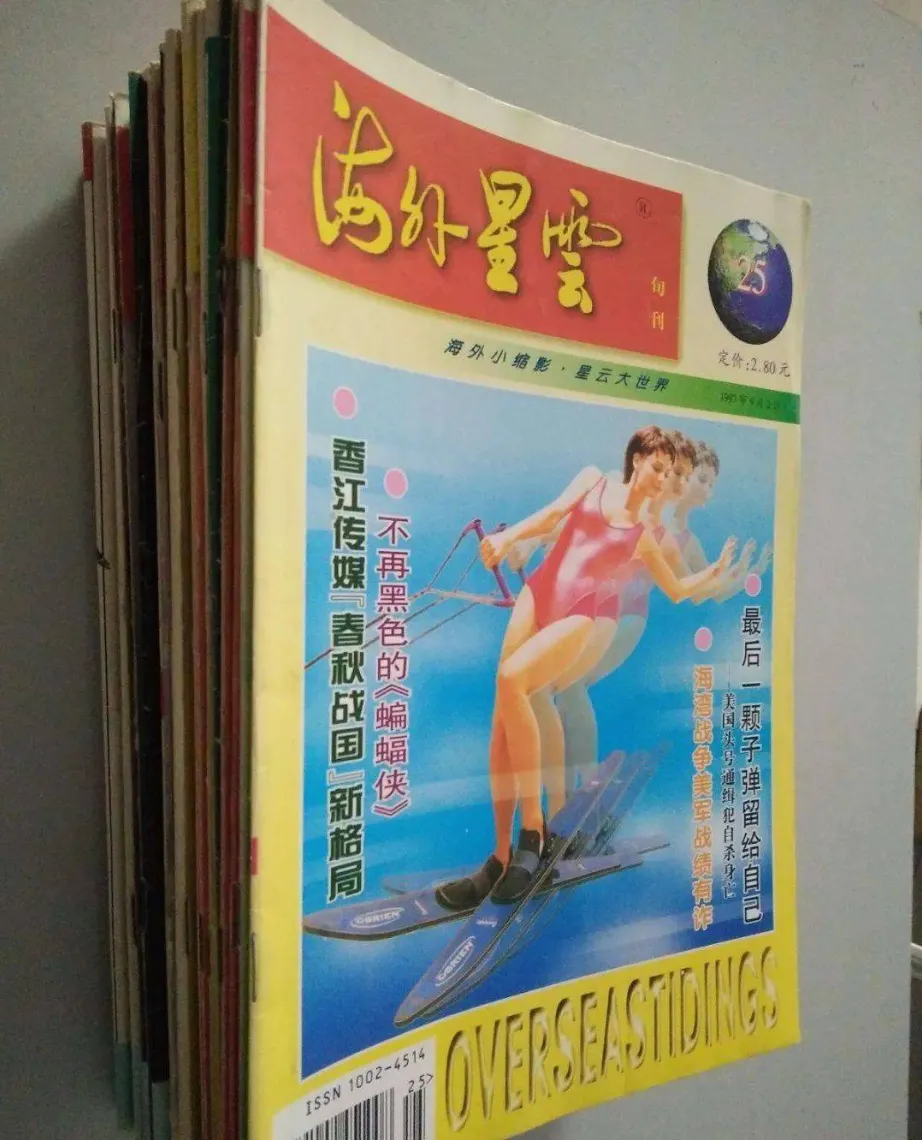 海外星雲
R
旬刊
25
定价:2.80元
海外小缩影·星云大世界
香江传媒『春秋战国』新格局
不再黑色的《蝙蝠侠》
最后一颗子弹留给自己
——美国头号通缉犯自杀身亡
海湾战争美军战绩有诈
OBRIEN
OBRIEN
OVERSEASTIDINGS
ISSN 1002-4514
25>